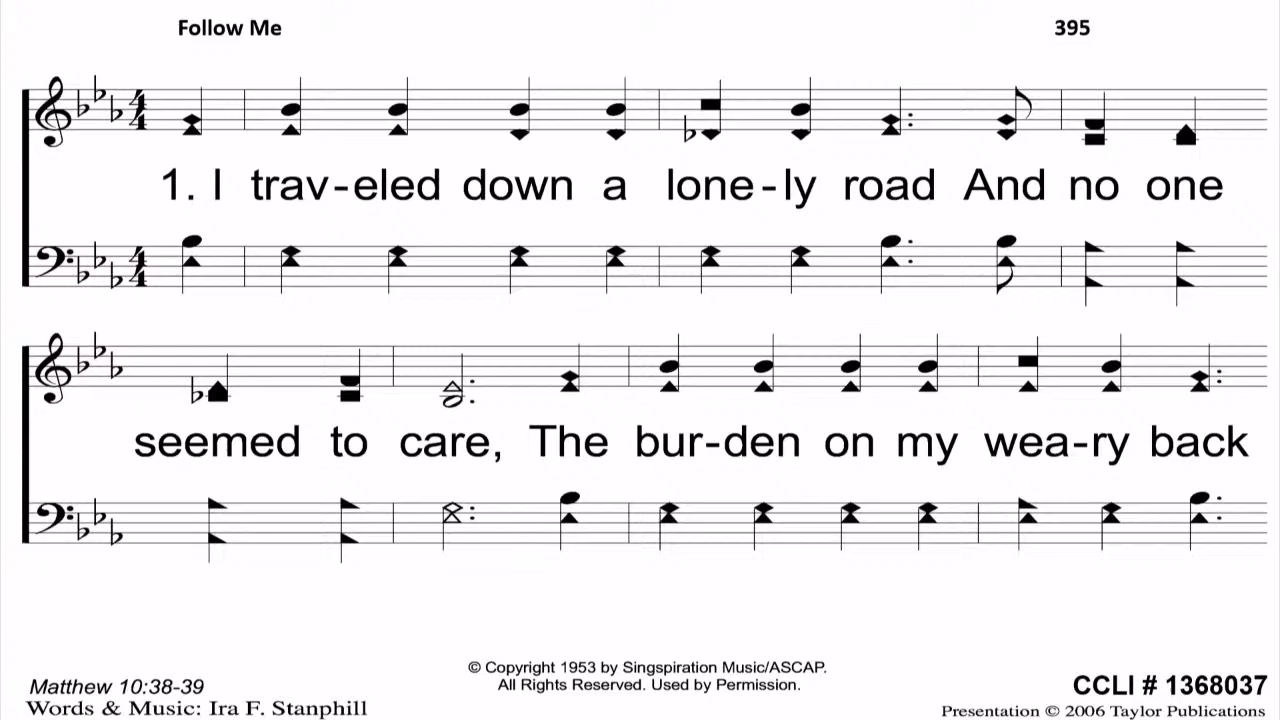 Follow Me 395
1. I trav-eled down a lone-ly road And no one
seemed to care, The bur-den on my wea-ry back
© Copyright 1953 by Singspiration Music/ASCAP.
All Rights Reserved. Used by Permission.
Matthew 10:38-39
Words & Music: Ira F. Stanphill
CCLI # 1368037
Presentation © 2006 Taylor Publications